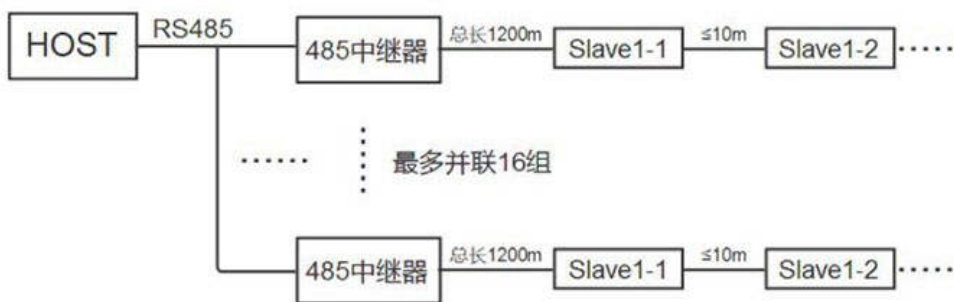 HOST
RS485
485中继器
总长1200m
Slave1-1
≤10m
Slave1-2
最多并联16组
485中继器
总长1200m
Slave1-1
≤10m
Slave1-2